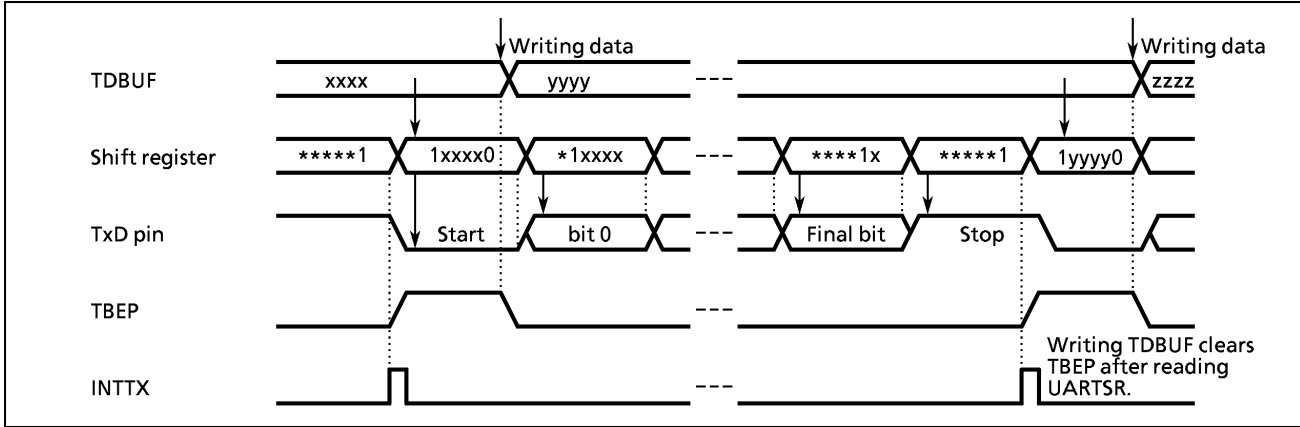 Writing data Writing data
TDBUF xxxx yyyy zzzz
Shift register *****1 1xxxx0 *1xxxx ****1x *****1 1yyyy0
TxD pin Start bit 0 Final bit Stop
TBEP
Writing TDBUF clears
TBEP after reading
UARTSR.
INTTX